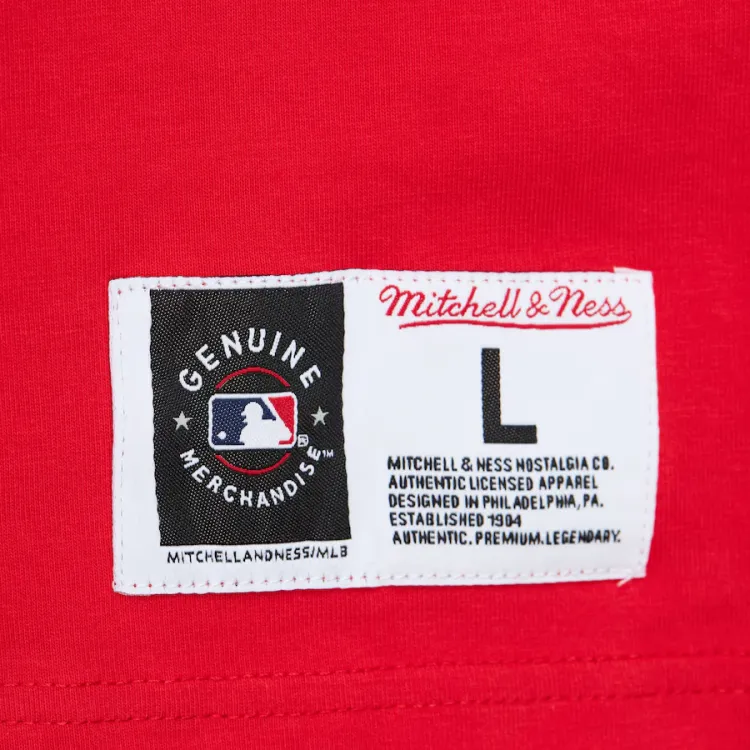 GENUINE
MERCHANDISE™
®
MITCHELLANDNESS/MLB
Mitchell & Ness
L
MITCHELL & NESS NOSTALGIA CO.
AUTHENTIC LICENSED APPAREL
DESIGNED IN PHILADELPHIA, PA.
ESTABLISHED 1904
AUTHENTIC. PREMIUM. LEGENDARY.